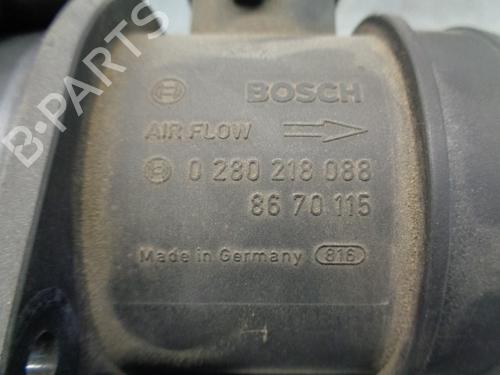 BOSCH
AIR FLOW
0 280 218 088
86 70 115
Made in Germany 816
B-Parts